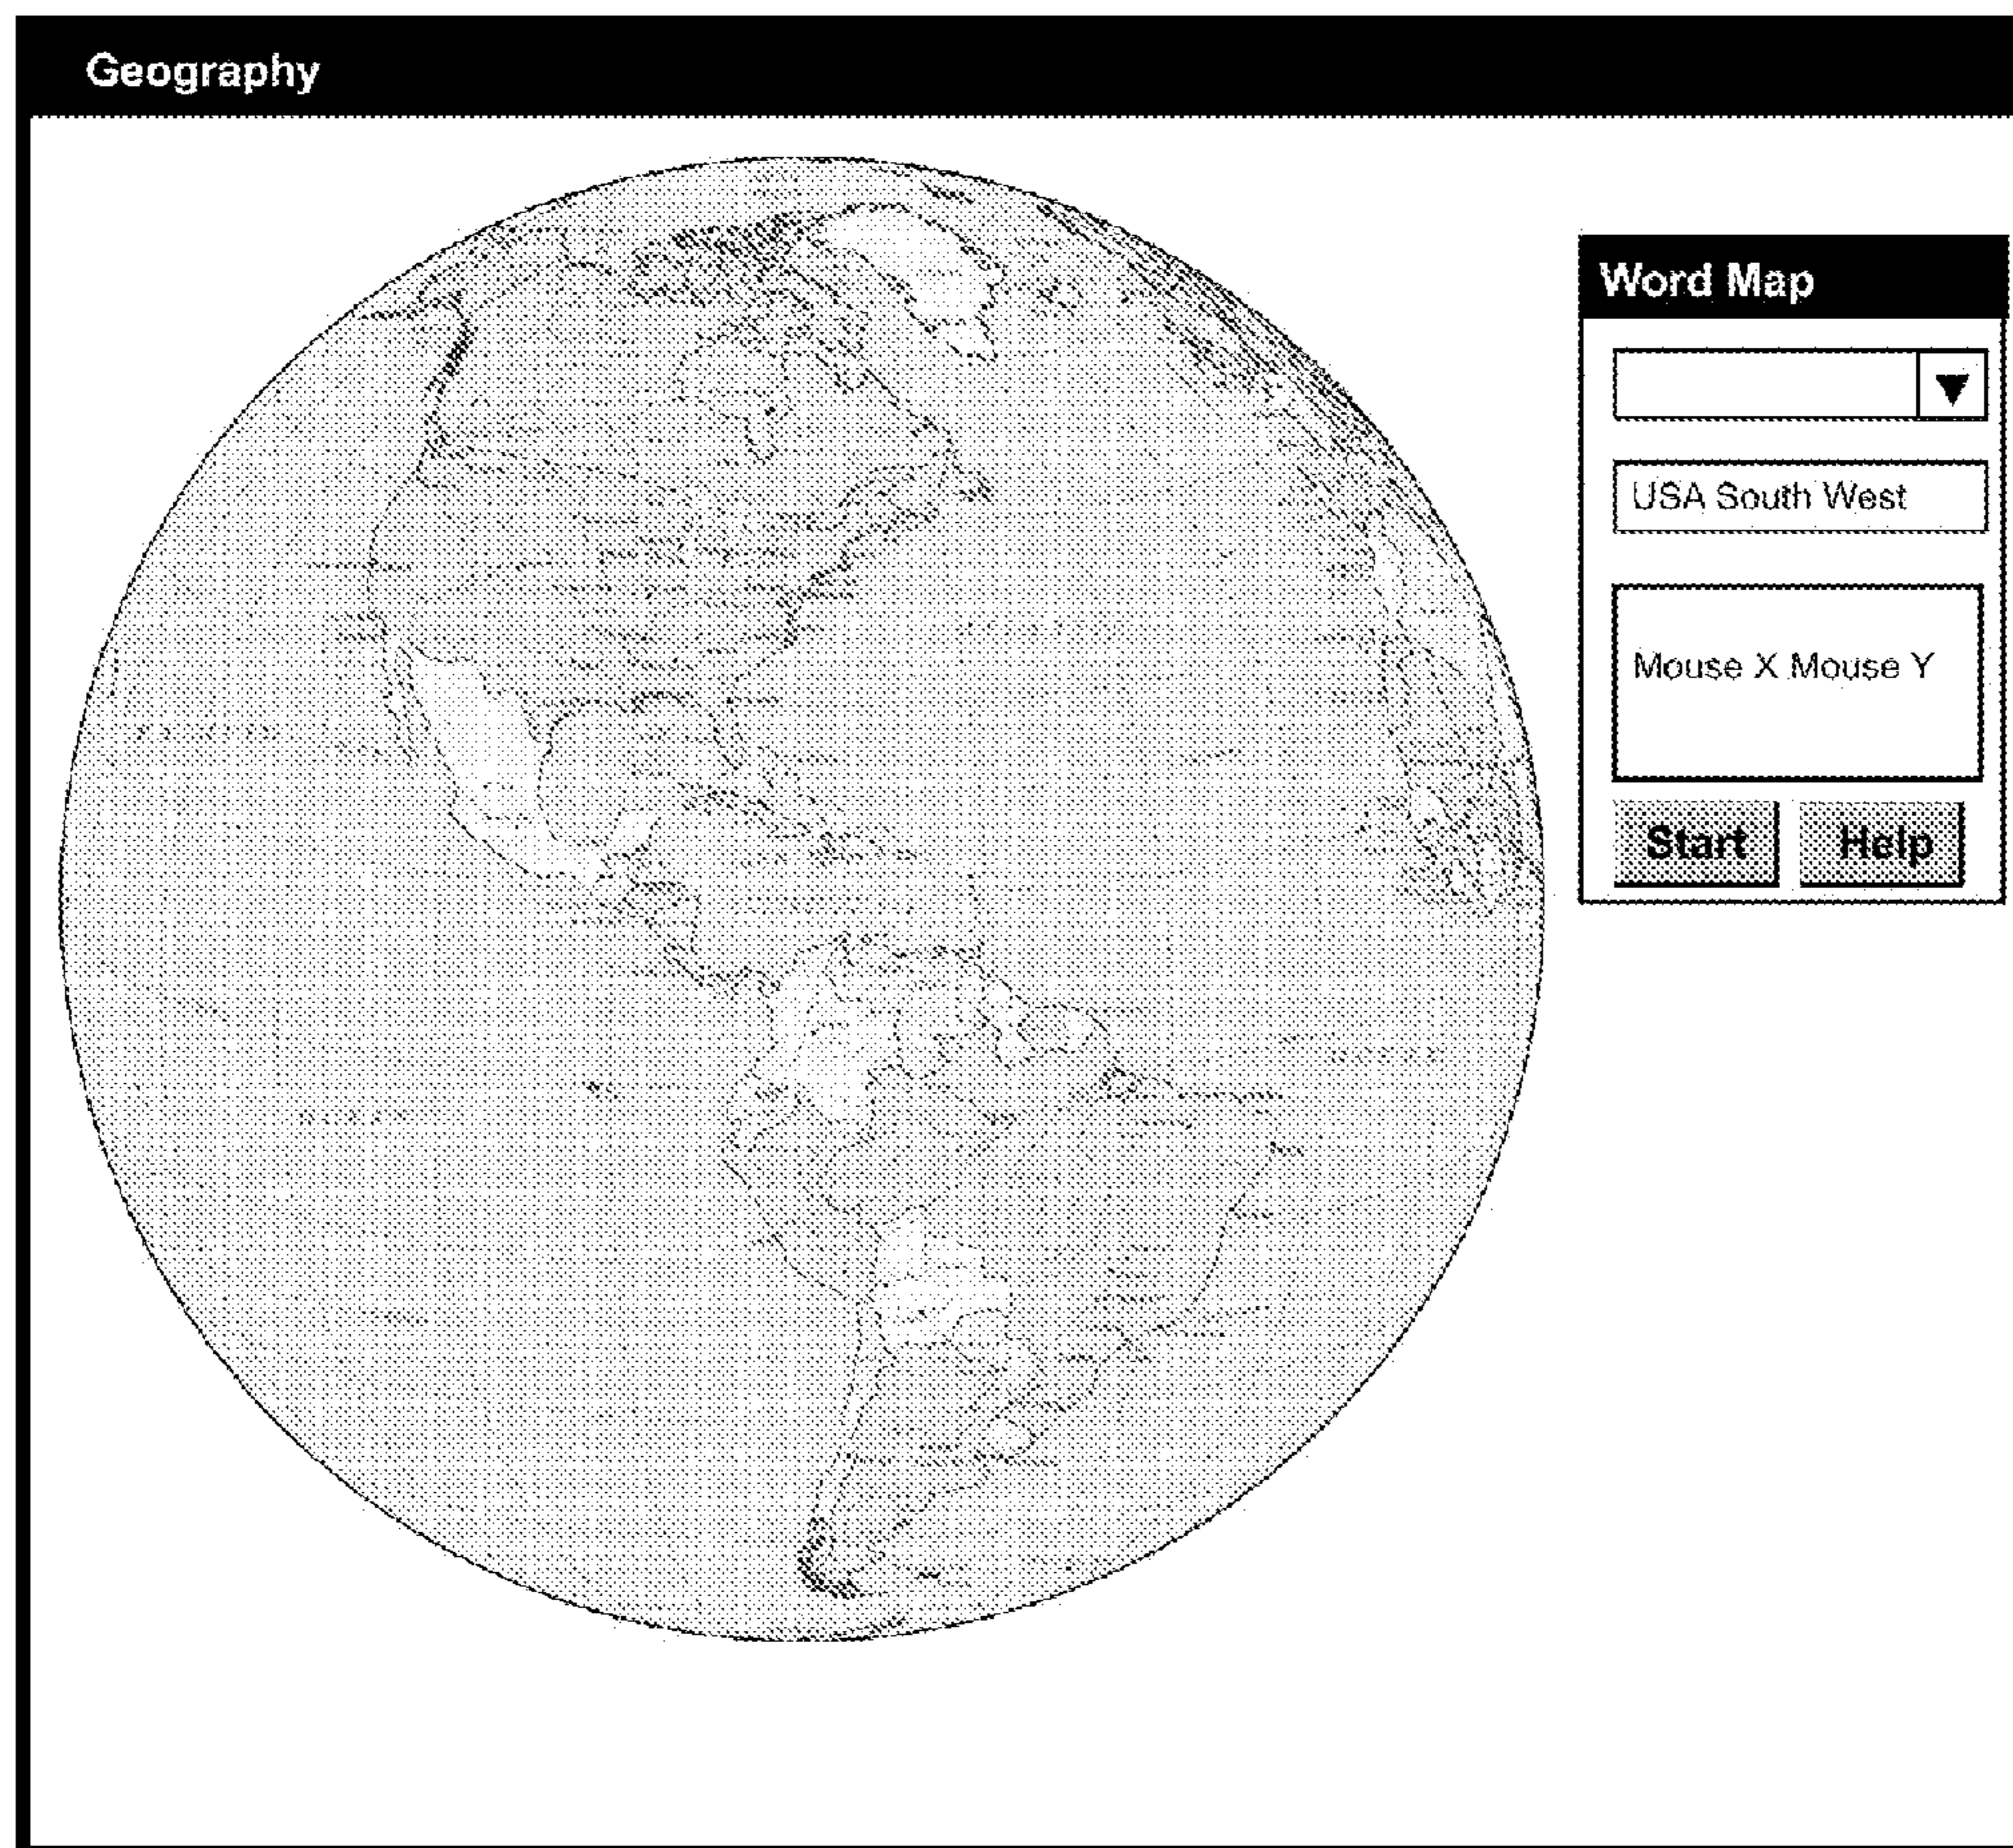 Geography
Word Map
USA South West
Mouse X Mouse Y
Start
Help